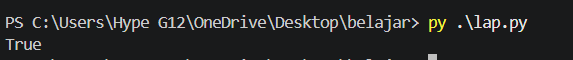 PS C:\Users\Hype G12\OneDrive\Desktop\belajar> py .\lap.py
True